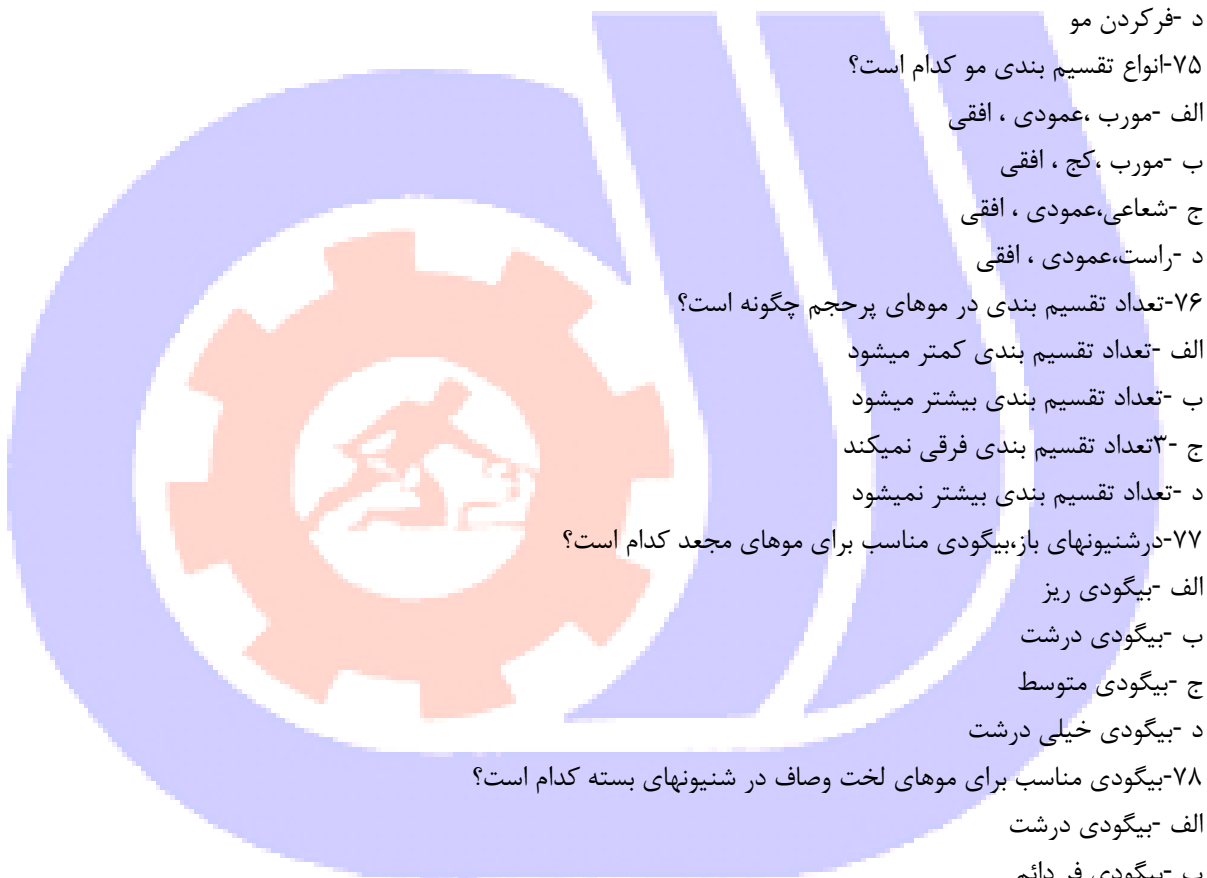 د -فرکردن مو
۷۵-انواع تقسیم بندی مو کدام است؟
الف -مورب ،عمودی ، افقی
ب -مورب ،کج ، افقی
ج -شعاعی،عمودی ، افقی
د -راست،عمودی ، افقی
۷۶-تعداد تقسیم بندی در موهای پرحجم چگونه است؟
الف -تعداد تقسیم بندی کمتر میشود
ب -تعداد تقسیم بندی بیشتر میشود
ج -۳تعداد تقسیم بندی فرقی نمیکند
د -تعداد تقسیم بندی بیشتر نمیشود
۷۷-درشنیونهای باز،بیگودی مناسب برای موهای مجعد کدام است؟
الف -بیگودی ریز
ب -بیگودی درشت
ج -بیگودی متوسط
د -بیگودی خیلی درشت
۷۸-بیگودی مناسب برای موهای لخت وصاف در شنیونهای بسته کدام است؟
الف -بیگودی درشت
ب -بیگودی فر دائم